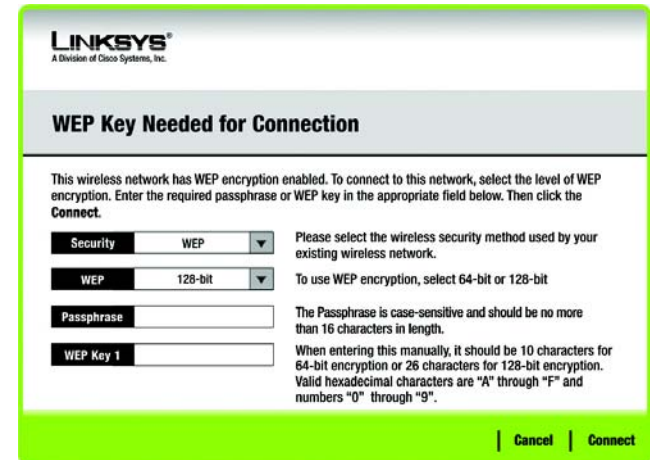 LINKSYS®
A Division of Cisco Systems, Inc.
WEP Key Needed for Connection
This wireless network has WEP encryption enabled. To connect to this network, select the level of WEP
encryption. Enter the required passphrase or WEP key in the appropriate field below. Then click the
Connect.
Security WEP
Please select the wireless security method used by your
existing wireless network.
WEP 128-bit
To use WEP encryption, select 64-bit or 128-bit
Passphrase
The Passphrase is case-sensitive and should be no more
than 16 characters in length.
WEP Key 1
When entering this manually, it should be 10 characters for
64-bit encryption or 26 characters for 128-bit encryption.
Valid hexadecimal characters are “A” through “F” and
numbers “0” through “9”.
Cancel Connect